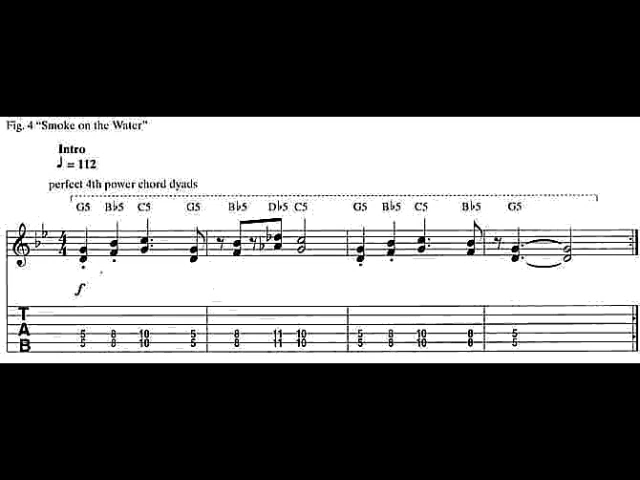 Fig. 4 “Smoke on the Water”
Intro
♩ = 112
perfect 4th power chord dyads
G5 B♭5 C5 G5 B♭5 D♭5 C5 G5 B♭5 C5 B♭5 G5
4
4
f
T
A 5 8 10 5 8 11 10 5 8 10 8 5
B 5 8 10 5 8 11 10 5 8 10 8 5